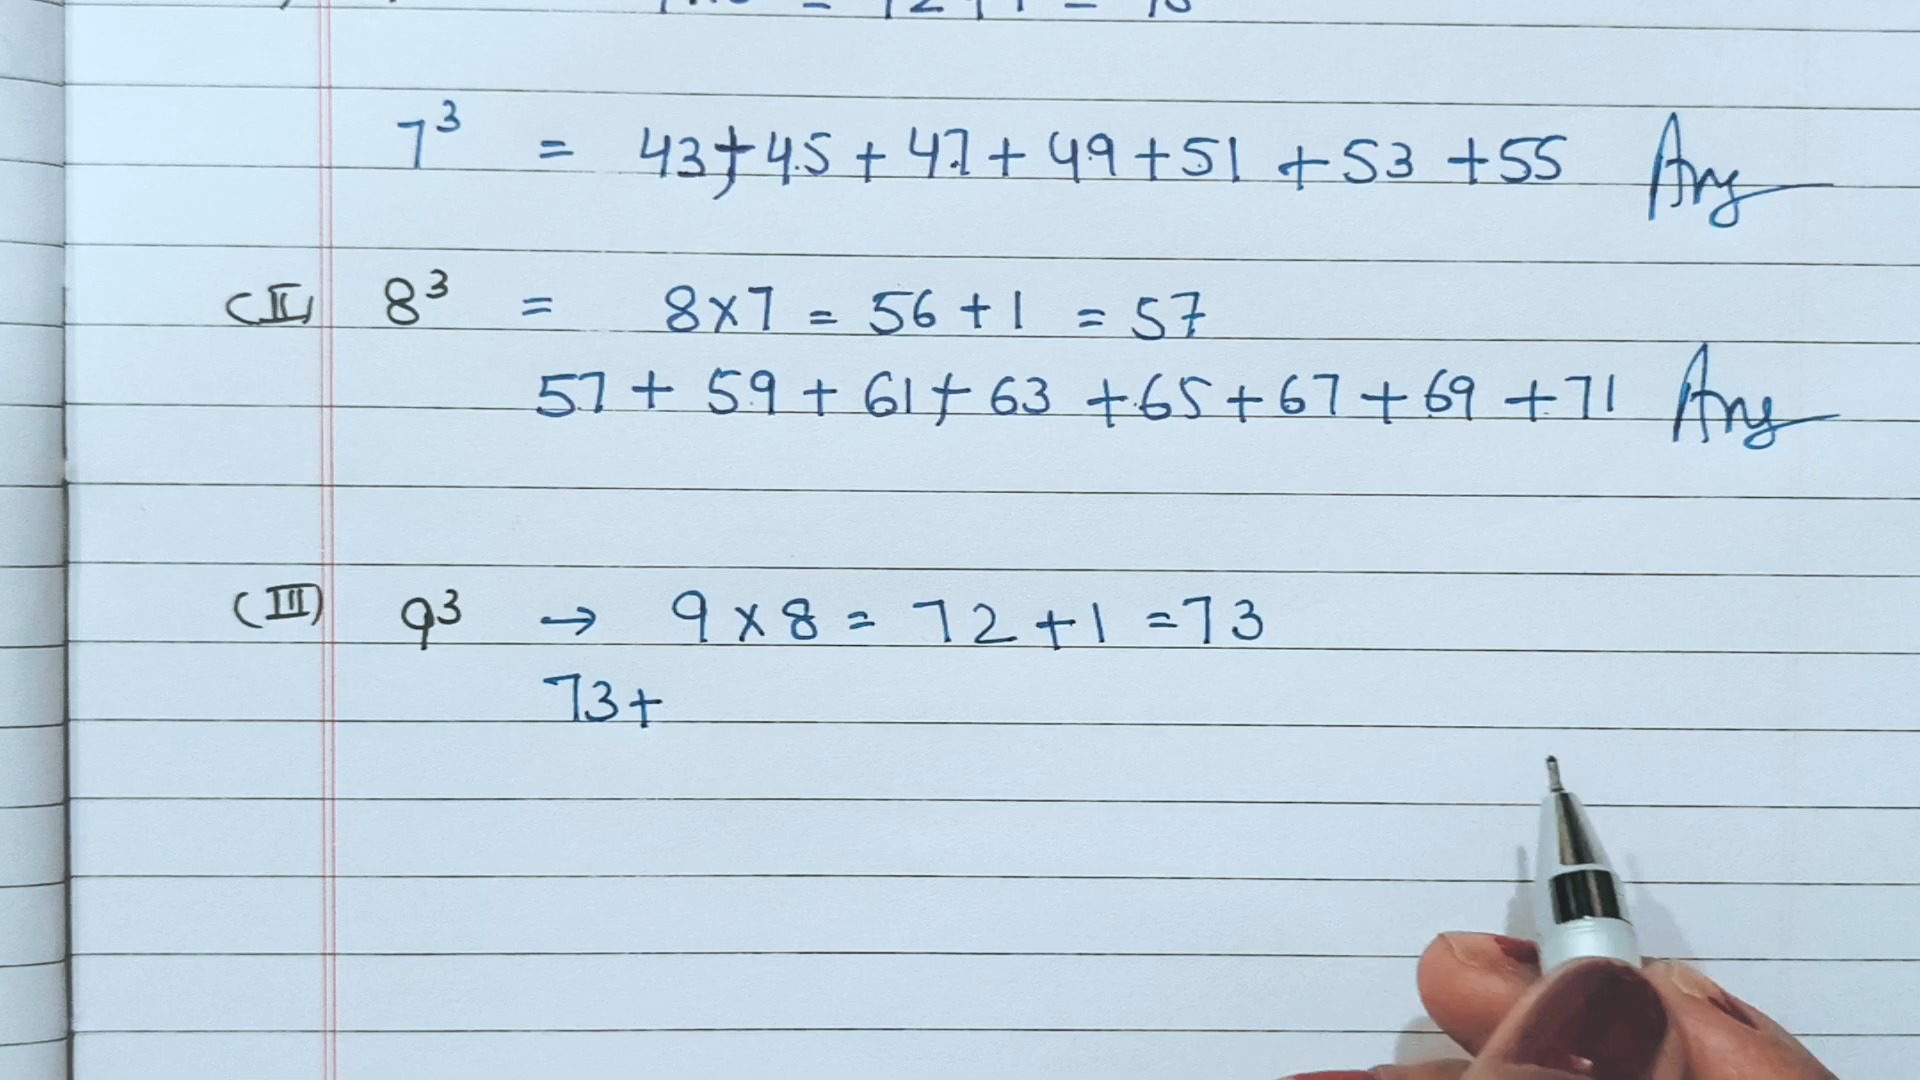 7³ = 43+45+47+49+51+53+55 Ans
(II) 8³ = 8×7 = 56+1 = 57
57+59+61+63+65+67+69+71 Ans
(III) 9³ → 9×8 = 72+1 = 73
73+